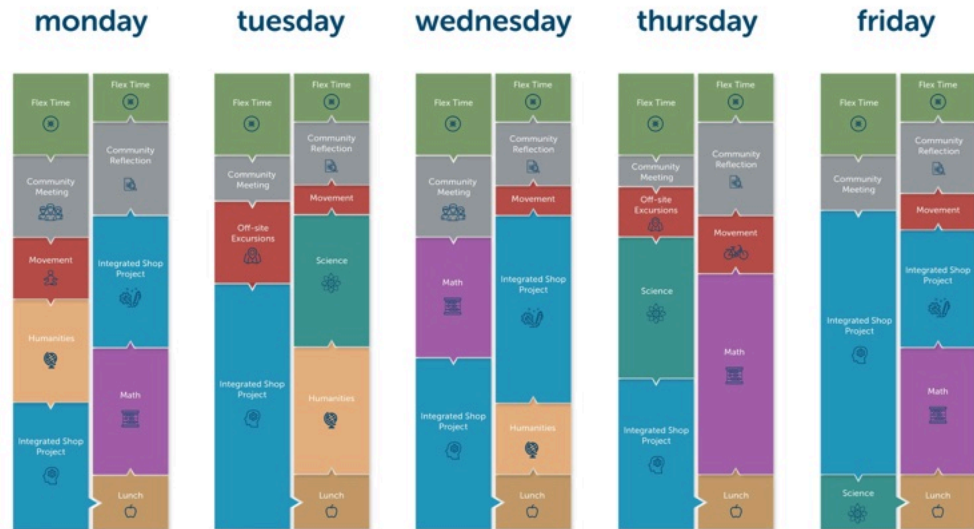 monday
Flex Time
Community
Meeting
Movement
Humanities
Integrated Shop
Project
Flex Time
Community
Reflection
Integrated Shop
Project
Math
Lunch
tuesday
Flex Time
Community
Meeting
Off-site
Excursions
Integrated Shop
Project
Flex Time
Community
Reflection
Movement
Science
Humanities
Lunch
wednesday
Flex Time
Community
Meeting
Math
Integrated Shop
Project
Flex Time
Community
Reflection
Movement
Integrated Shop
Project
Humanities
Lunch
thursday
Flex Time
Community
Meeting
Off-site
Excursions
Science
Integrated Shop
Project
Flex Time
Community
Reflection
Movement
Math
Lunch
friday
Flex Time
Community
Meeting
Integrated Shop
Project
Science
Flex Time
Community
Reflection
Movement
Integrated Shop
Project
Math
Lunch